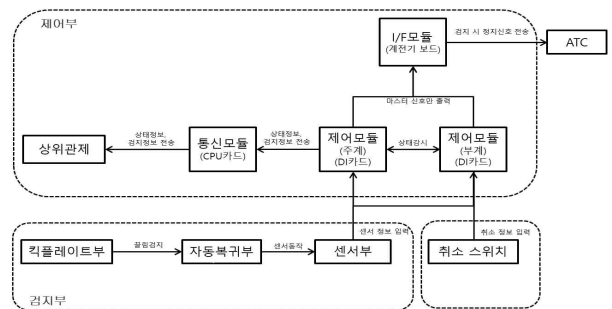 제어부
I/F모듈
(계전기 보드)
검지 시 정지신호 전송
ATC
마스터 신호만 출력
상위관제
상태정보,
검지정보 전송
통신모듈
(CPU카드)
상태정보,
검지정보 전송
제어모듈
(주계)
(DI카드)
상태감시
제어모듈
(부계)
(DI카드)
센서 정보 입력
취소 정보 입력
킥플레이트부
끌림검지
자동복귀부
센서동작
센서부
취소 스위치
검지부